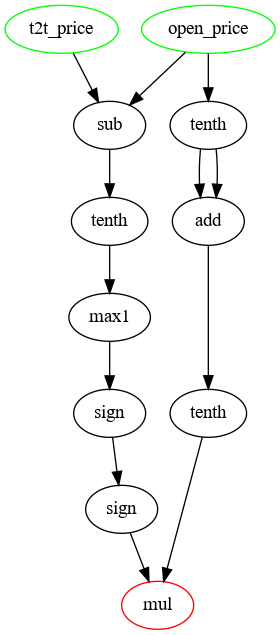 t2t_price open_price
sub tenth
tenth add
max1
sign tenth
sign
mul